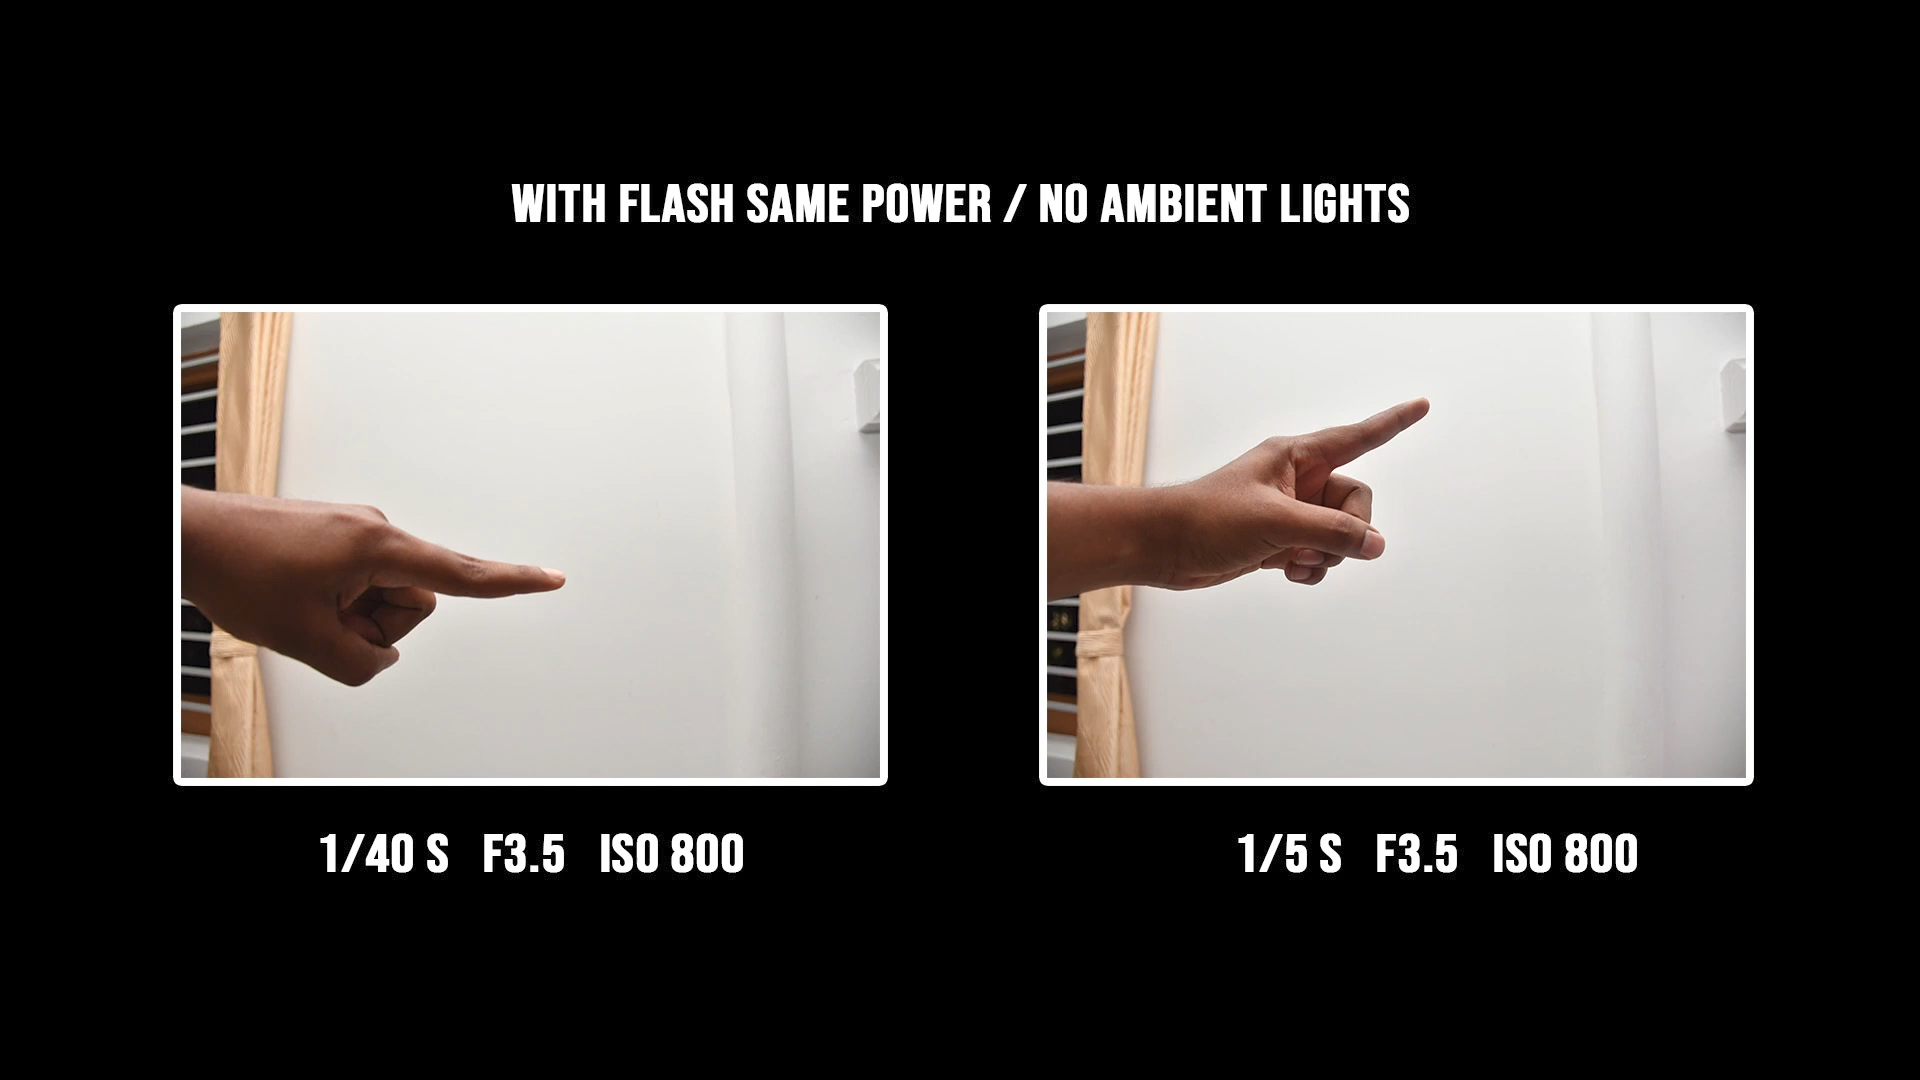 WITH FLASH SAME POWER / NO AMBIENT LIGHTS
1/40 S F3.5 ISO 800
1/5 S F3.5 ISO 800